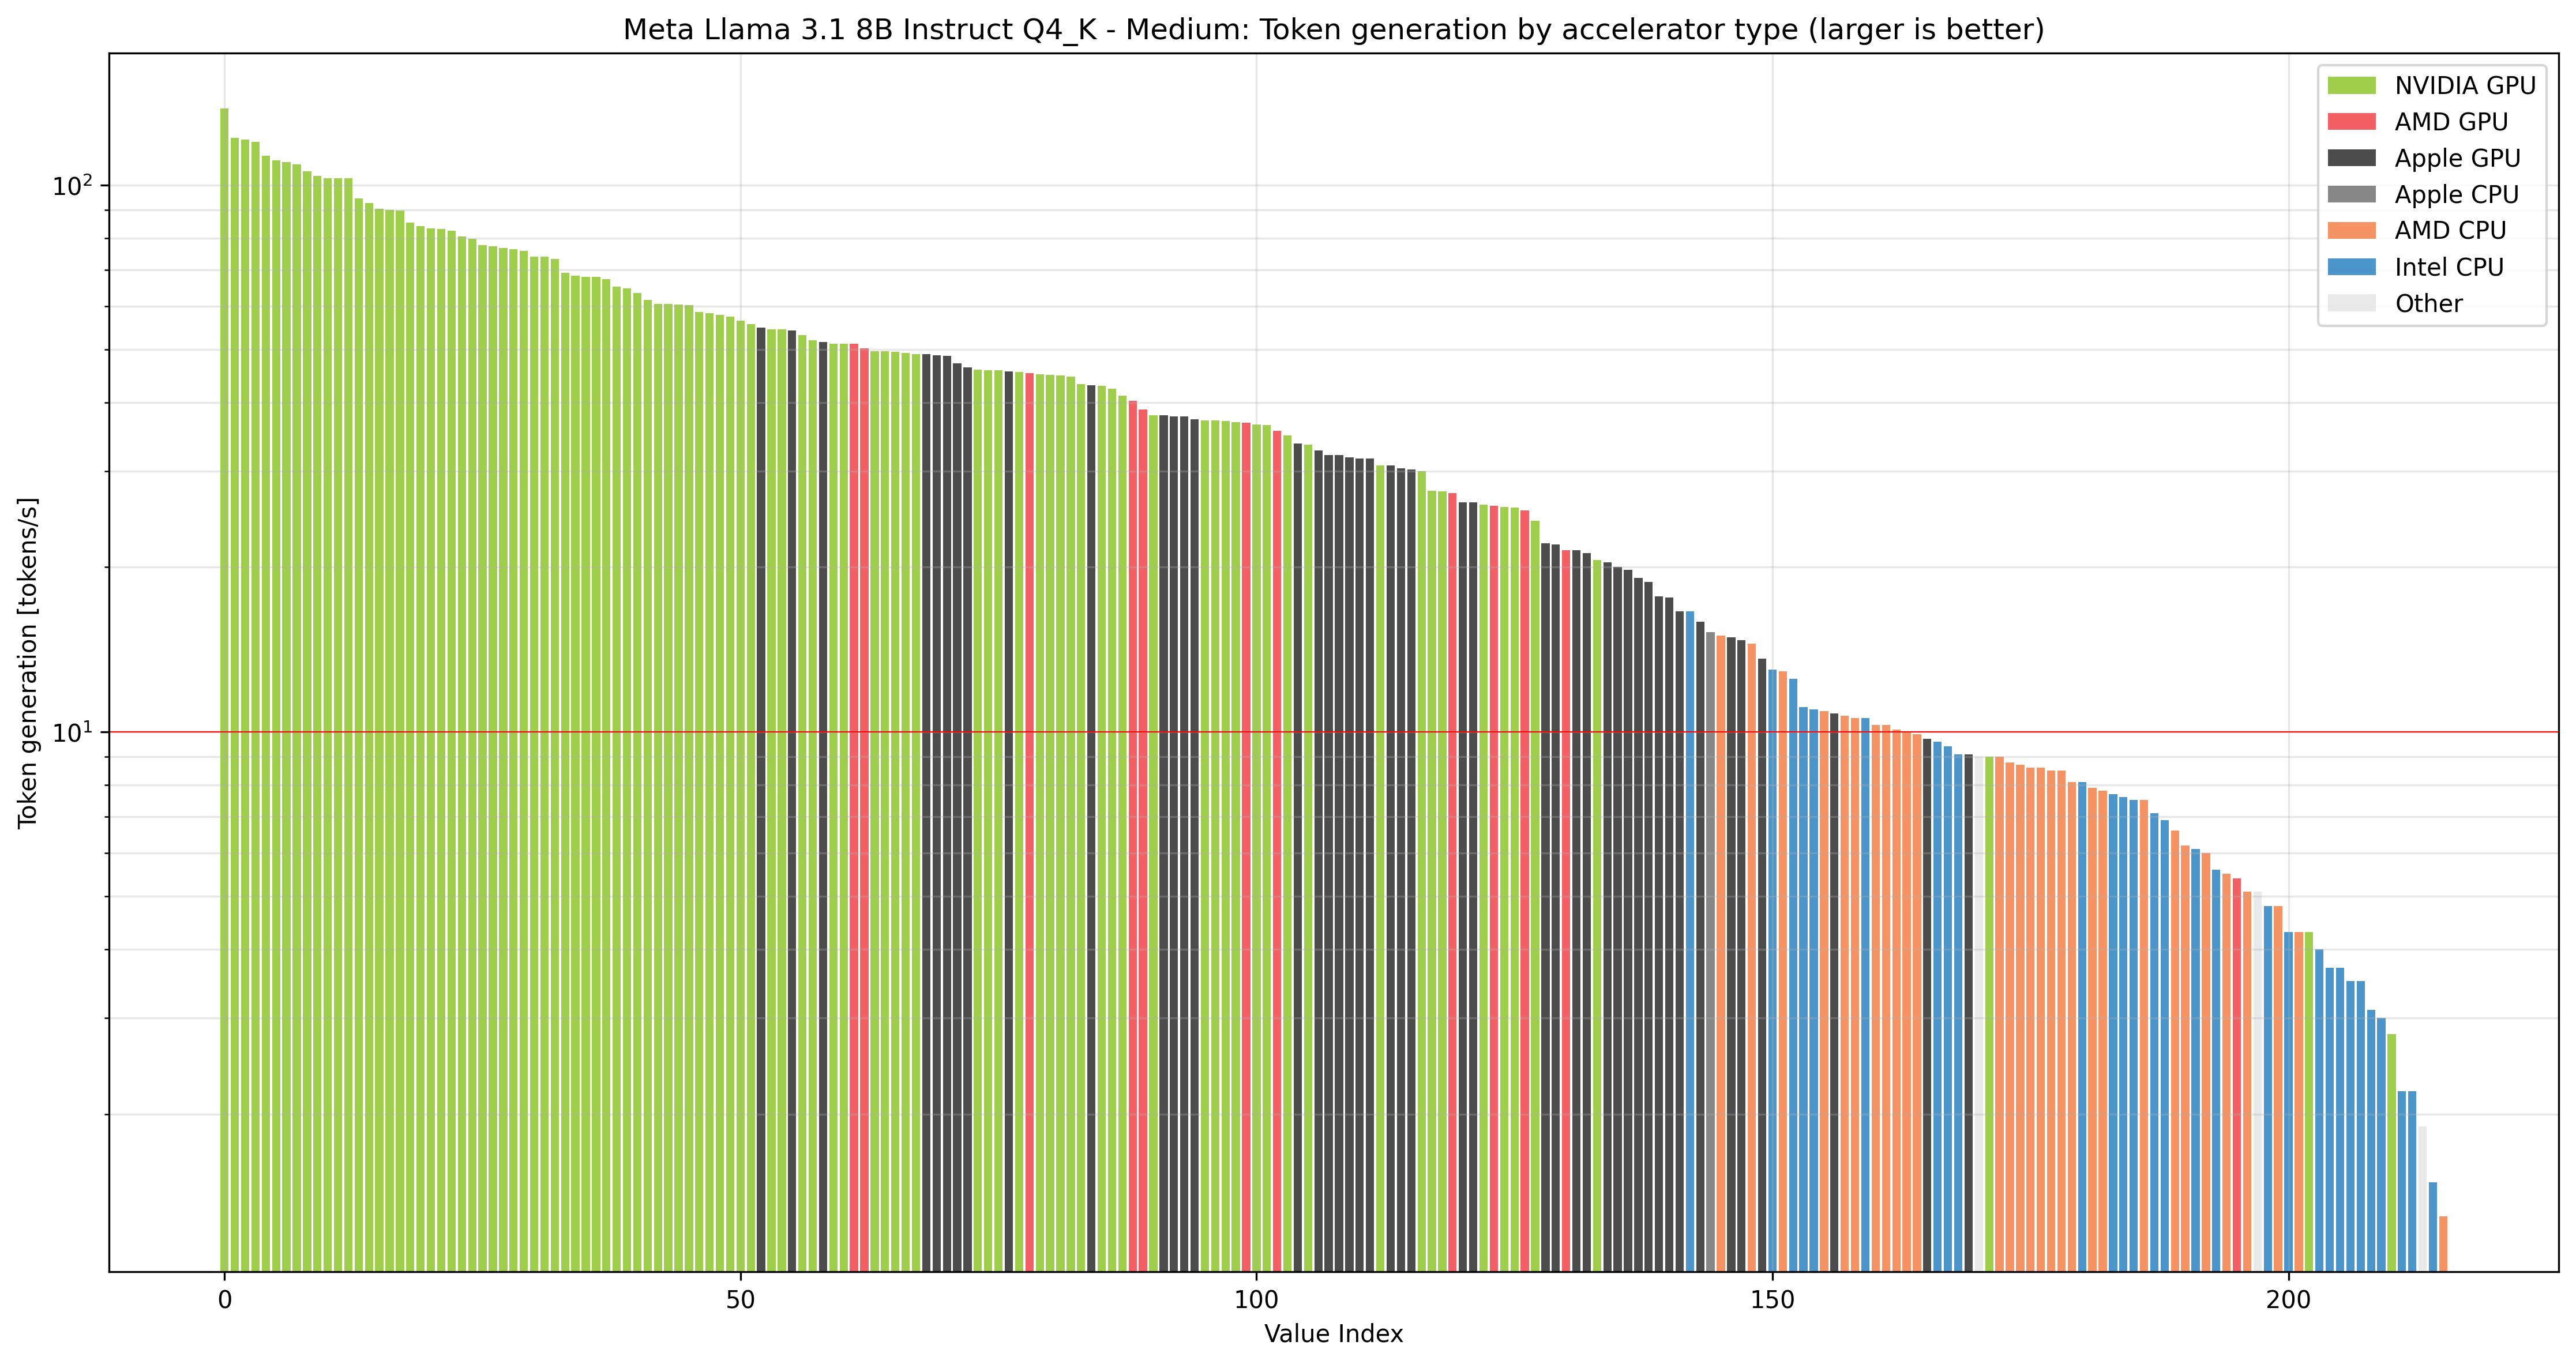 Meta Llama 3.1 8B Instruct Q4_K - Medium: Token generation by accelerator type (larger is better)
NVIDIA GPU
AMD GPU
Apple GPU
Apple CPU
AMD CPU
Intel CPU
Other
Token generation [tokens/s]
10²
10¹
0 50 100 150 200
Value Index